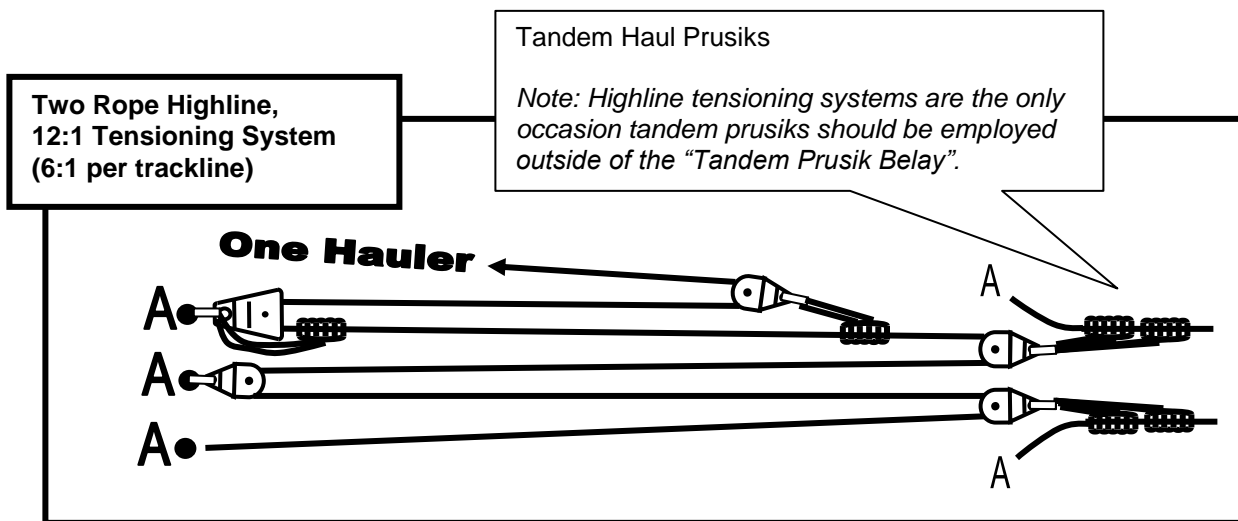 Tandem Haul Prusiks
Note: Highline tensioning systems are the only
occasion tandem prusiks should be employed
outside of the “Tandem Prusik Belay”.
Two Rope Highline,
12:1 Tensioning System
(6:1 per trackline)
One Hauler
A
A
A
A
A